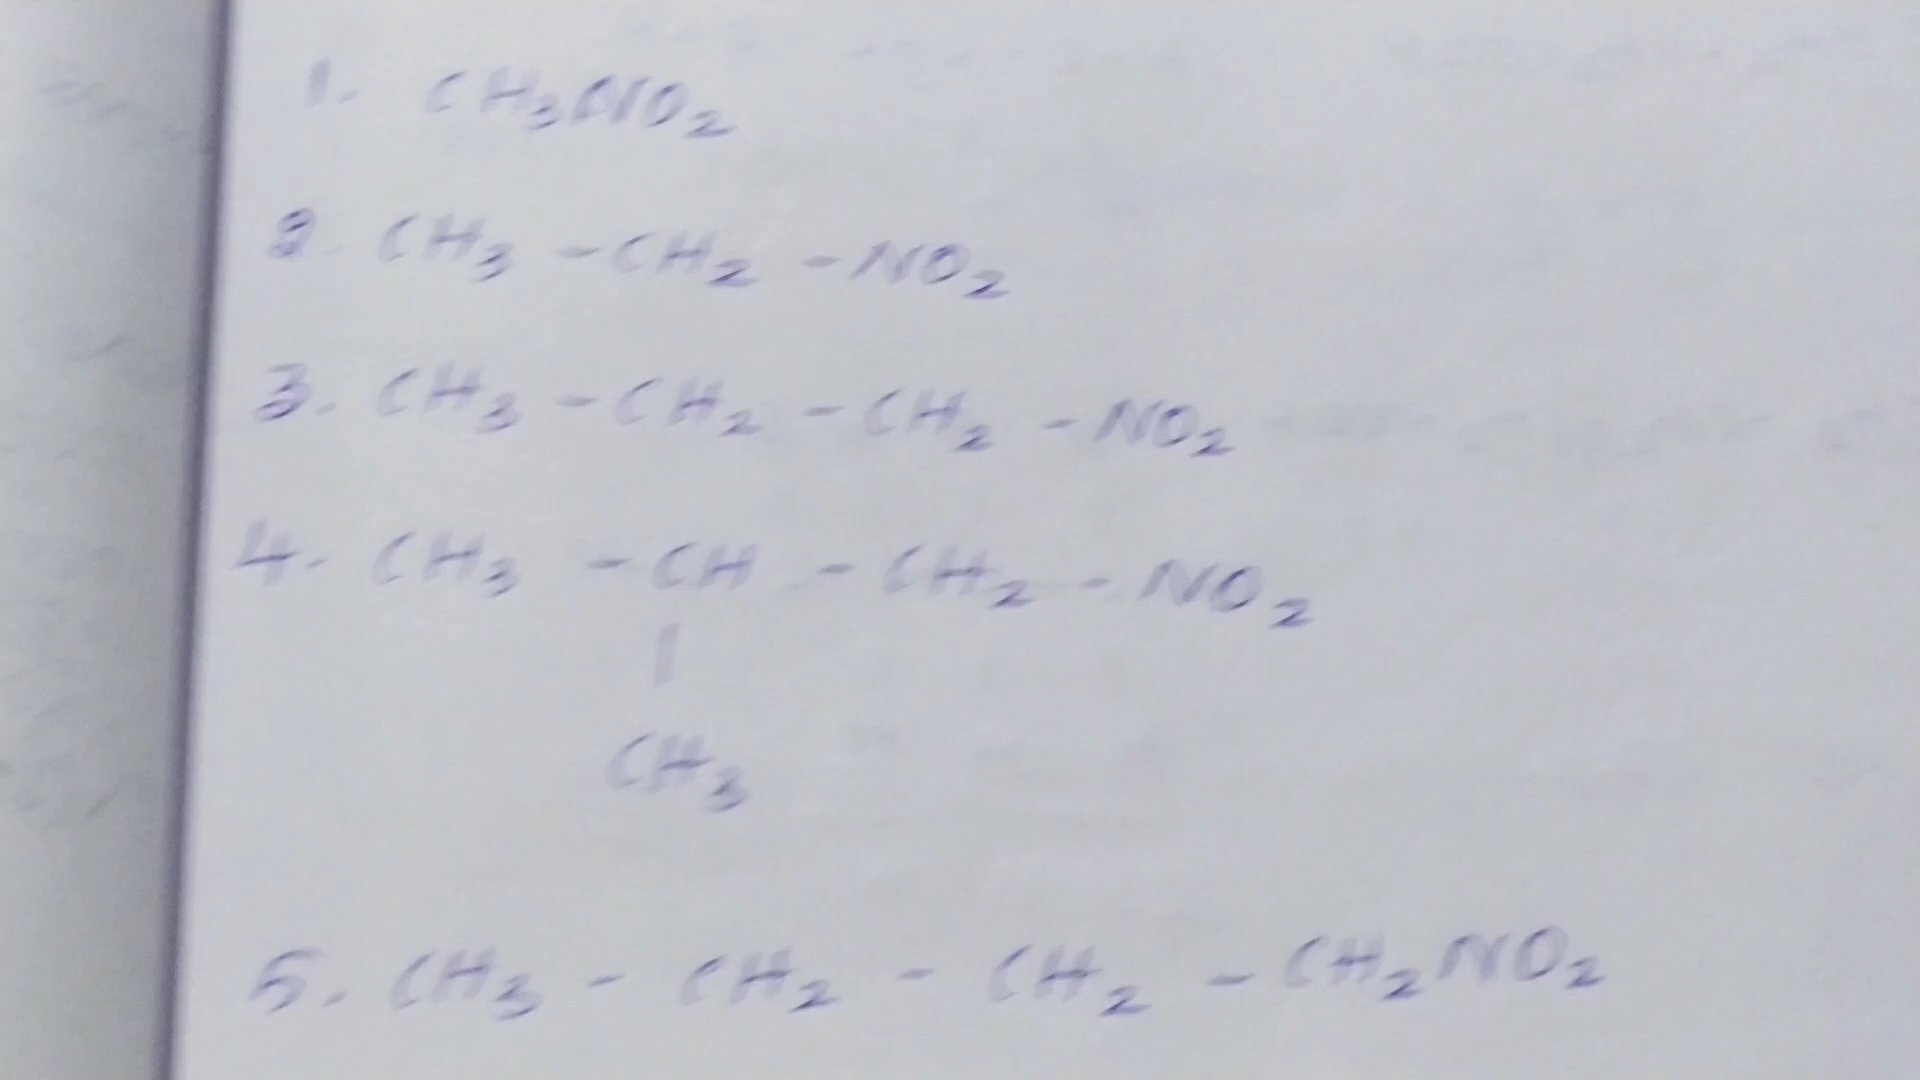 1. CH₃NO₂
2. CH₃ - CH₂ - NO₂
3. CH₃ - CH₂ - CH₂ - NO₂
4. CH₃ - CH - CH₂ - NO₂
|
CH₃
5. CH₃ - CH₂ - CH₂ - CH₂NO₂